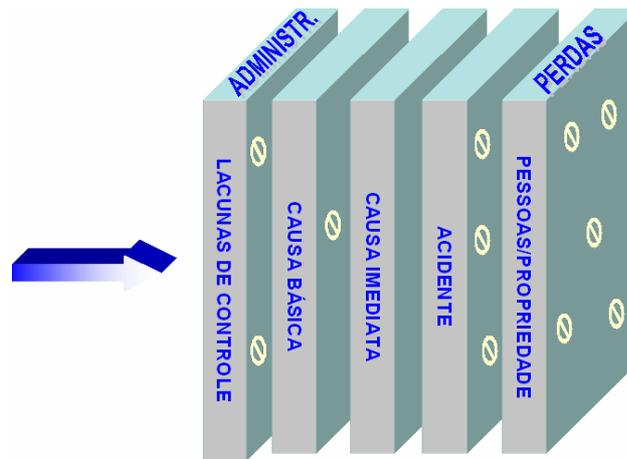 ADMINISTR.
PERDAS
LACUNAS DE CONTROLE
CAUSA BÁSICA
CAUSA IMEDIATA
ACIDENTE
PESSOAS/PROPRIEDADE